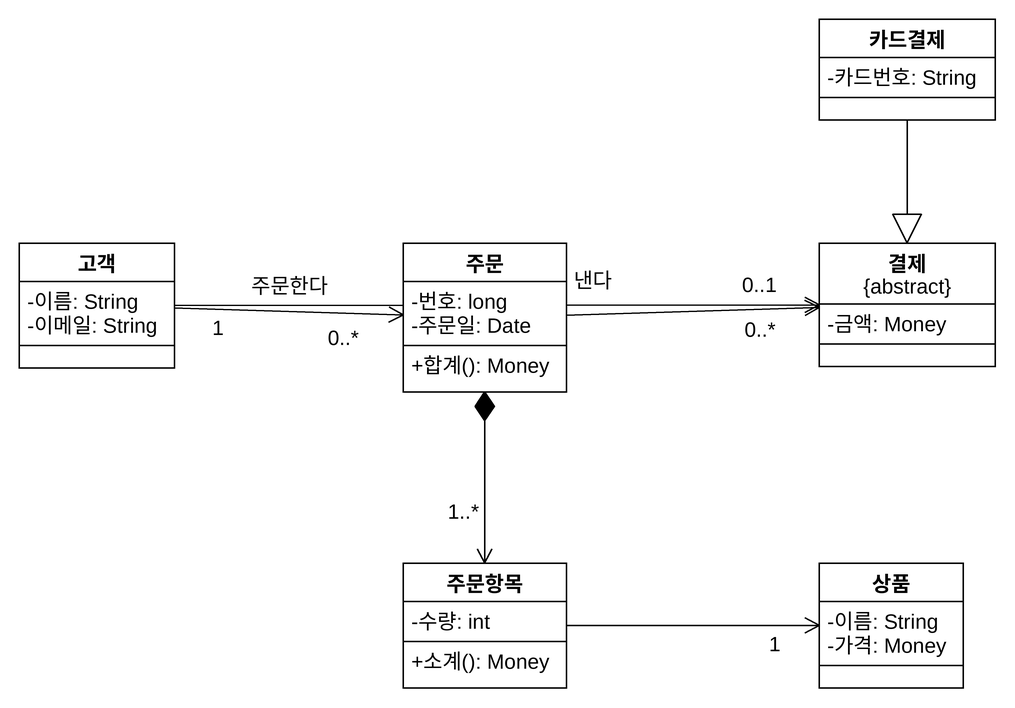 카드결제
-카드번호: String
고객
-이름: String
-이메일: String
주문한다
1
0..*
주문
-번호: long
-주문일: Date
+합계(): Money
낸다
0..1
0..*
결제
{abstract}
-금액: Money
1..*
주문항목
-수량: int
+소계(): Money
1
상품
-이름: String
-가격: Money